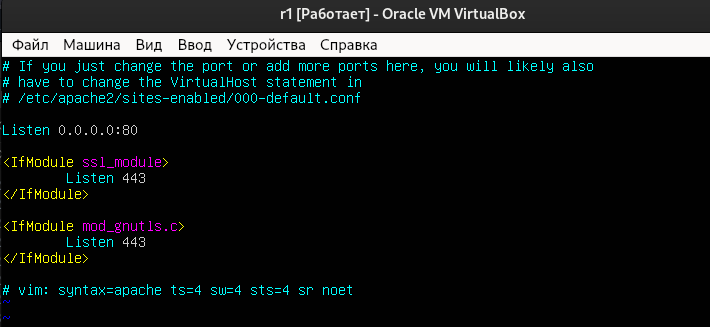 r1 [Работает] - Oracle VM VirtualBox
Файл Машина Вид Ввод Устройства Справка
# If you just change the port or add more ports here, you will likely also
# have to change the VirtualHost statement in
# /etc/apache2/sites-enabled/000-default.conf
Listen 0.0.0.0:80
<IfModule ssl_module>
Listen 443
</IfModule>
<IfModule mod_gnutls.c>
Listen 443
</IfModule>
# vim: syntax=apache ts=4 sw=4 sts=4 sr noet
~
~